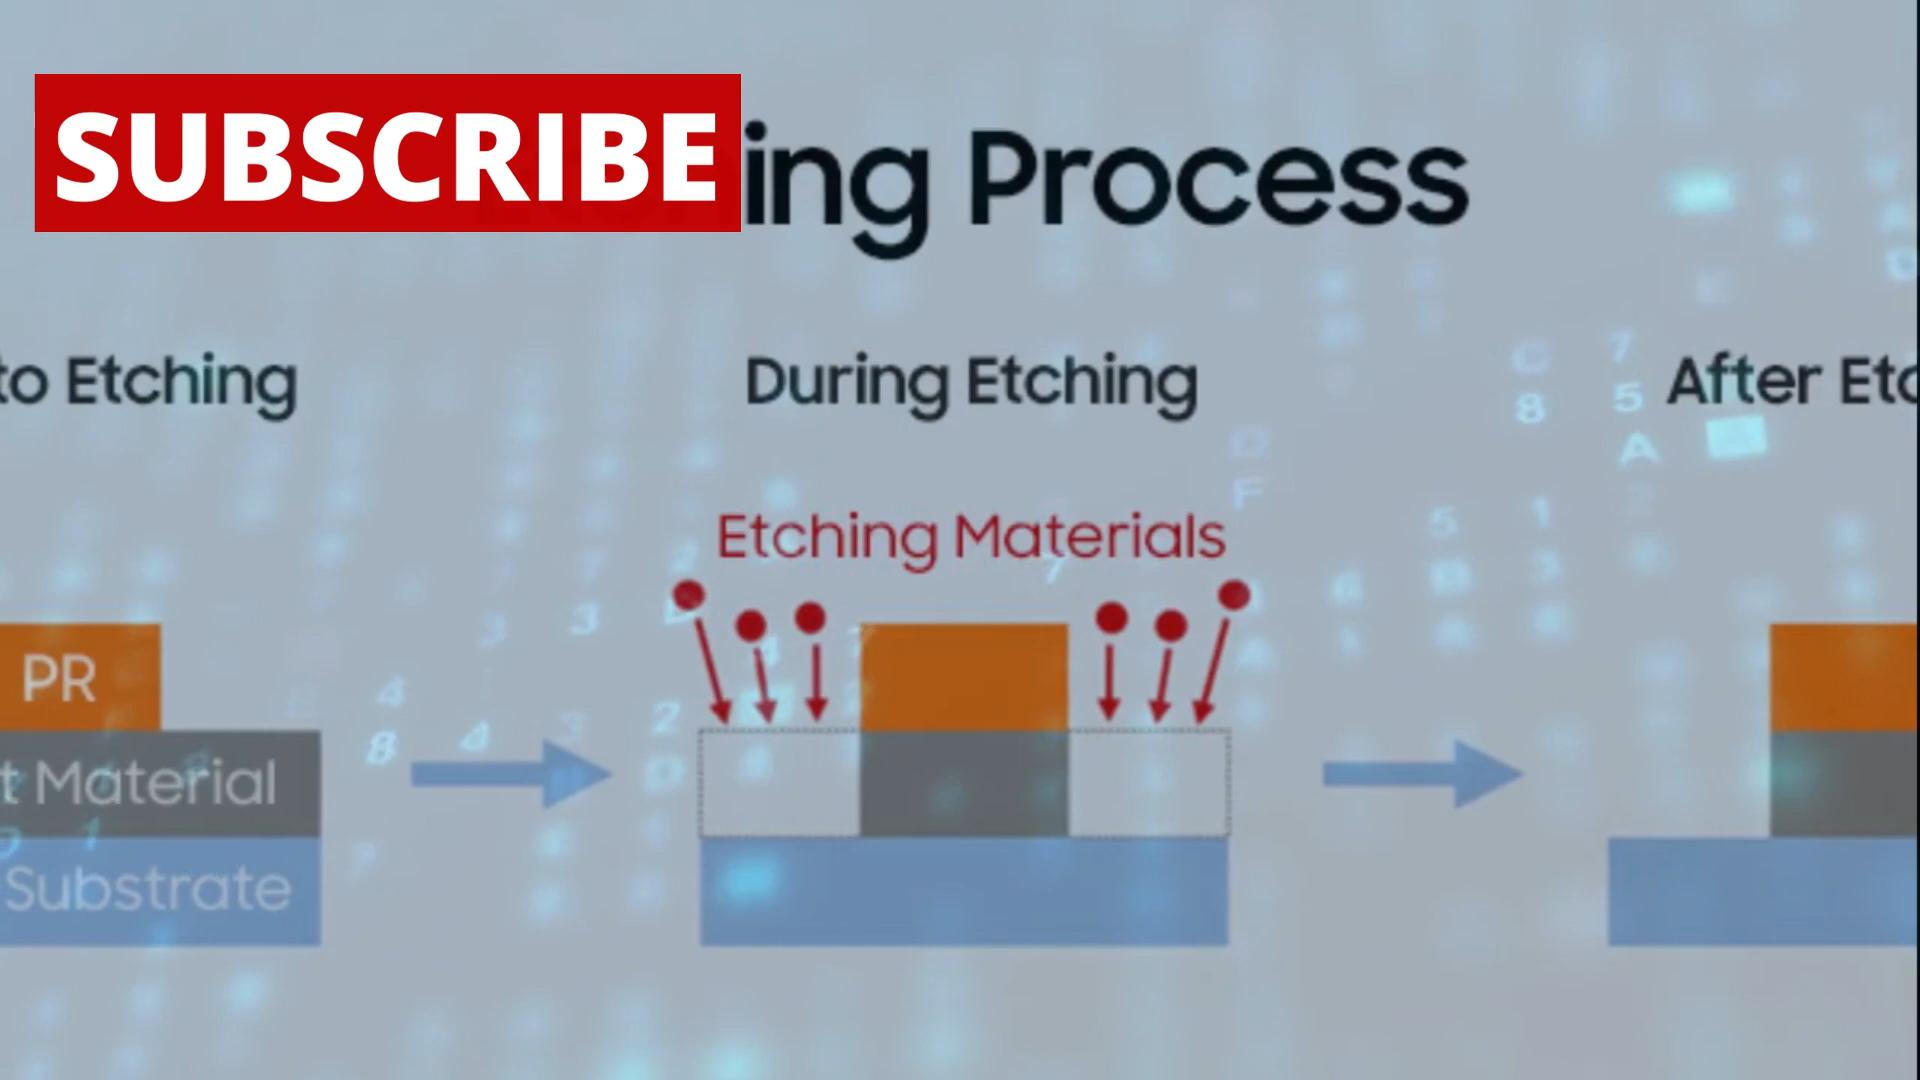 SUBSCRIBE
ing Process
to Etching
During Etching
After Etc
Etching Materials
PR
t Material
Substrate